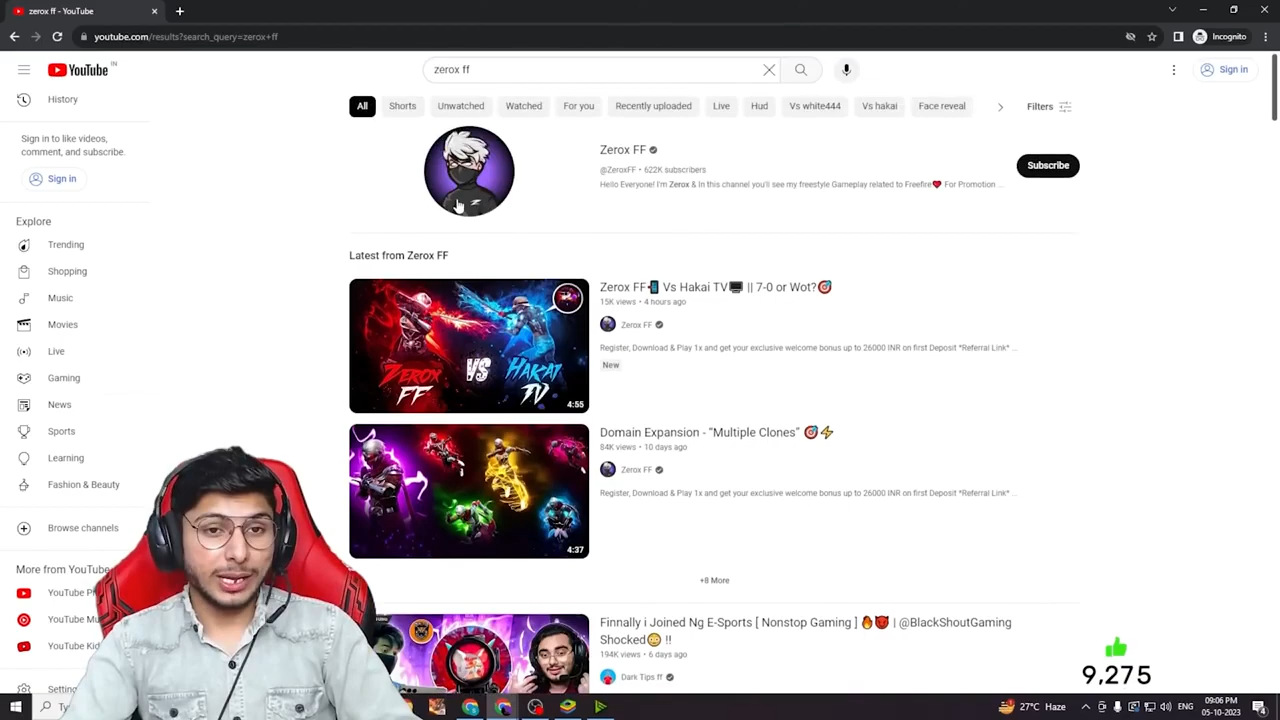 zerox ff - YouTube
youtube.com/results?search_query=zerox+ff
Incognito
YouTube IN
zerox ff
Sign in
History
Sign in to like videos,
comment, and subscribe.
Sign in
Explore
Trending
Shopping
Music
Movies
Live
Gaming
News
Sports
Learning
Fashion & Beauty
Browse channels
More from YouTube
YouTube
YouTube
YouTube
All Shorts Unwatched Watched For you Recently uploaded Live Hud Vs white444 Vs hakai Face reveal Filters
Zerox FF
@ZeroxFF • 622K subscribers
Hello Everyone! I'm Zerox & In this channel you'll see my freestyle Gameplay related to Freefire❤️ For Promotion ...
Subscribe
Latest from Zerox FF
ZEROX FF VS HAKAI TV
4:55
Zerox FF📲 Vs Hakai TV🖥️ || 7-0 or Wot?🎯
15K views • 4 hours ago
Zerox FF
Register, Download & Play 1x and get your exclusive welcome bonus up to 26000 INR on first Deposit *Referral Link* ...
New
4:37
Domain Expansion - “Multiple Clones” 🎯⚡
84K views • 10 days ago
Zerox FF
Register, Download & Play 1x and get your exclusive welcome bonus up to 26000 INR on first Deposit *Referral Link* ...
+8 More
Finnally i Joined Ng E-Sports [ Nonstop Gaming ] 🔥👿 | @BlackShoutGaming
Shocked😳 !!
194K views • 6 days ago
Dark Tips ff
9,275
27°C Haze
ENG
09:06 PM
05-10-2023